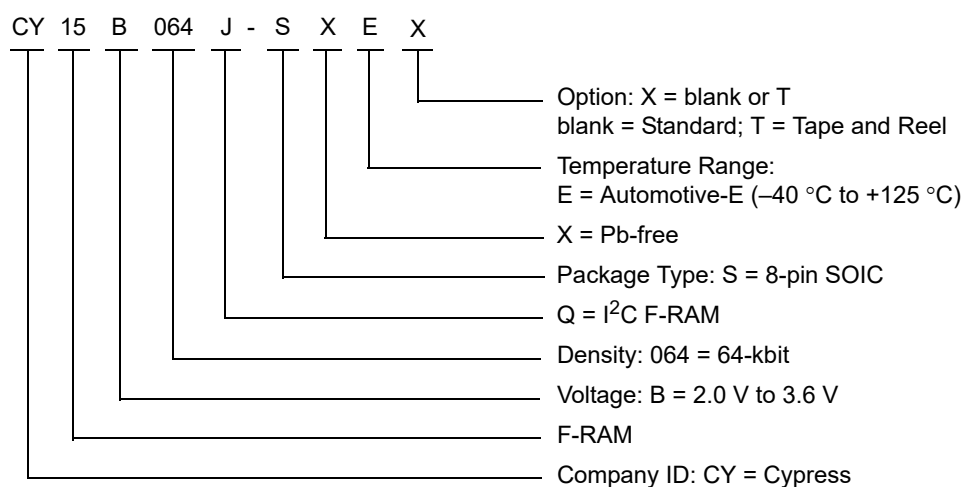 CY 15 B 064 J - S X E X
Option: X = blank or T
blank = Standard; T = Tape and Reel
Temperature Range:
E = Automotive-E (–40 °C to +125 °C)
X = Pb-free
Package Type: S = 8-pin SOIC
Q = I²C F-RAM
Density: 064 = 64-kbit
Voltage: B = 2.0 V to 3.6 V
F-RAM
Company ID: CY = Cypress